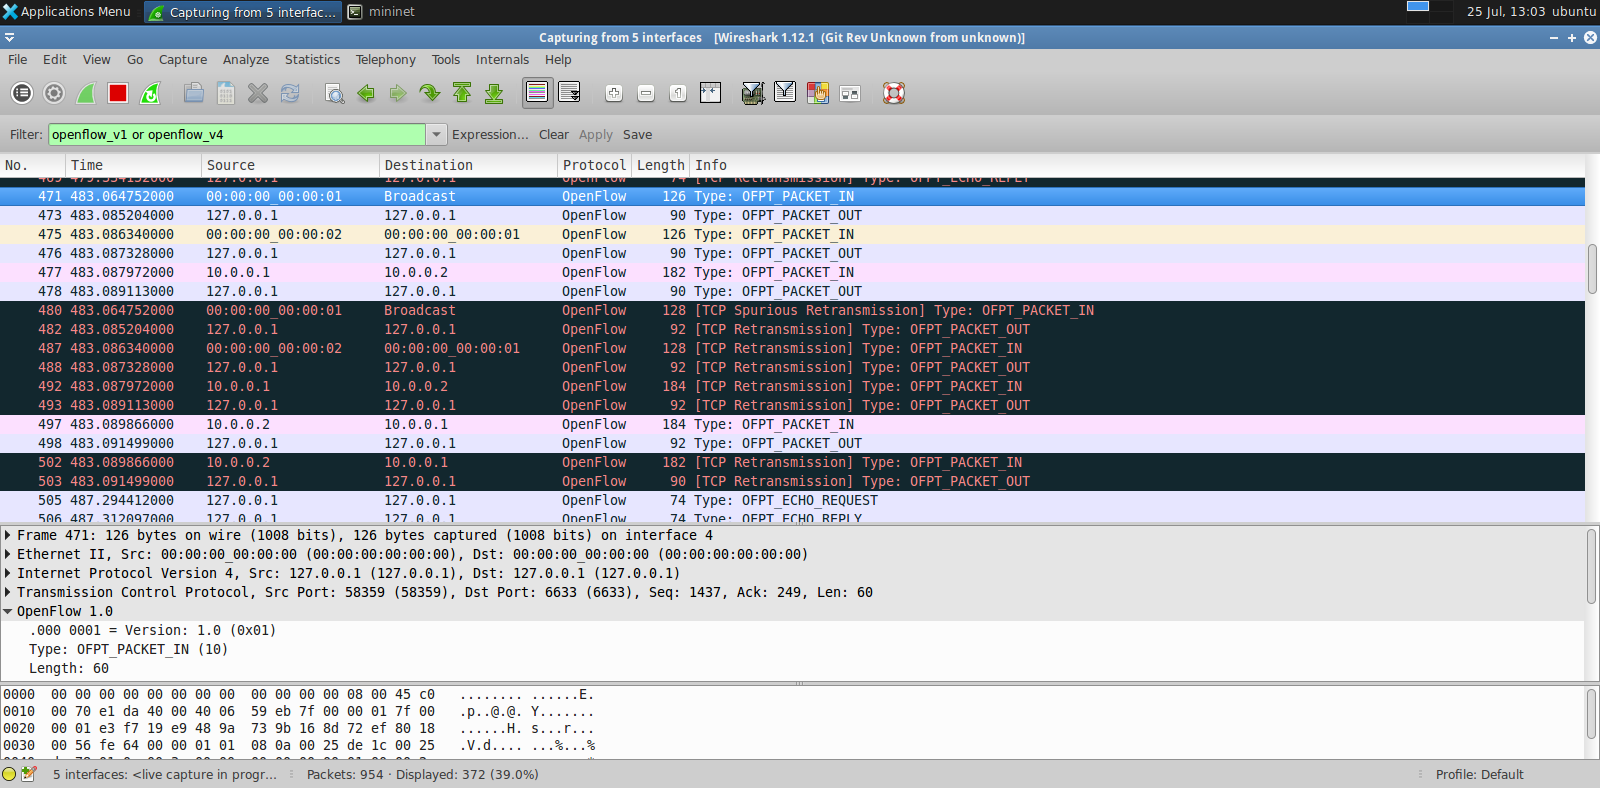 Applications Menu Capturing from 5 interfac... mininet 25 Jul, 13:03 ubuntu
Capturing from 5 interfaces [Wireshark 1.12.1 (Git Rev Unknown from unknown)]
File Edit View Go Capture Analyze Statistics Telephony Tools Internals Help
Filter: openflow_v1 or openflow_v4 Expression... Clear Apply Save
No. Time Source Destination Protocol Length Info
471 483.064752000 00:00:00_00:00:01 Broadcast OpenFlow 126 Type: OFPT_PACKET_IN
473 483.085204000 127.0.0.1 127.0.0.1 OpenFlow 90 Type: OFPT_PACKET_OUT
475 483.086340000 00:00:00_00:00:02 00:00:00_00:00:01 OpenFlow 126 Type: OFPT_PACKET_IN
476 483.087328000 127.0.0.1 127.0.0.1 OpenFlow 90 Type: OFPT_PACKET_OUT
477 483.087972000 10.0.0.1 10.0.0.2 OpenFlow 182 Type: OFPT_PACKET_IN
478 483.089113000 127.0.0.1 127.0.0.1 OpenFlow 90 Type: OFPT_PACKET_OUT
480 483.064752000 00:00:00_00:00:01 Broadcast OpenFlow 128 [TCP Spurious Retransmission] Type: OFPT_PACKET_IN
482 483.085204000 127.0.0.1 127.0.0.1 OpenFlow 92 [TCP Retransmission] Type: OFPT_PACKET_OUT
487 483.086340000 00:00:00_00:00:02 00:00:00_00:00:01 OpenFlow 128 [TCP Retransmission] Type: OFPT_PACKET_IN
488 483.087328000 127.0.0.1 127.0.0.1 OpenFlow 92 [TCP Retransmission] Type: OFPT_PACKET_OUT
492 483.087972000 10.0.0.1 10.0.0.2 OpenFlow 184 [TCP Retransmission] Type: OFPT_PACKET_IN
493 483.089113000 127.0.0.1 127.0.0.1 OpenFlow 92 [TCP Retransmission] Type: OFPT_PACKET_OUT
497 483.089866000 10.0.0.2 10.0.0.1 OpenFlow 184 Type: OFPT_PACKET_IN
498 483.091499000 127.0.0.1 127.0.0.1 OpenFlow 92 Type: OFPT_PACKET_OUT
502 483.089866000 10.0.0.2 10.0.0.1 OpenFlow 182 [TCP Retransmission] Type: OFPT_PACKET_IN
503 483.091499000 127.0.0.1 127.0.0.1 OpenFlow 90 [TCP Retransmission] Type: OFPT_PACKET_OUT
505 487.294412000 127.0.0.1 127.0.0.1 OpenFlow 74 Type: OFPT_ECHO_REQUEST
506 487.312097000 127.0.0.1 127.0.0.1 OpenFlow 74 Type: OFPT_ECHO_REPLY
Frame 471: 126 bytes on wire (1008 bits), 126 bytes captured (1008 bits) on interface 4
Ethernet II, Src: 00:00:00_00:00:00 (00:00:00:00:00:00), Dst: 00:00:00_00:00:00 (00:00:00:00:00:00)
Internet Protocol Version 4, Src: 127.0.0.1 (127.0.0.1), Dst: 127.0.0.1 (127.0.0.1)
Transmission Control Protocol, Src Port: 58359 (58359), Dst Port: 6633 (6633), Seq: 1437, Ack: 249, Len: 60
OpenFlow 1.0
.000 0001 = Version: 1.0 (0x01)
Type: OFPT_PACKET_IN (10)
Length: 60
0000 00 00 00 00 00 00 00 00 00 00 00 00 08 00 45 c0 ........ ......E.
0010 00 70 e1 da 40 00 40 06 59 eb 7f 00 00 01 7f 00 .p..@.@. Y.......
0020 00 01 e3 f7 19 e9 48 9a 73 9b 16 8d 72 ef 80 18 ......H. s...r...
0030 00 56 fe 64 00 00 01 01 08 0a 00 25 de 1c 00 25 .V.d.... ...%...%
5 interfaces: <live capture in progr... Packets: 954 · Displayed: 372 (39.0%) Profile: Default